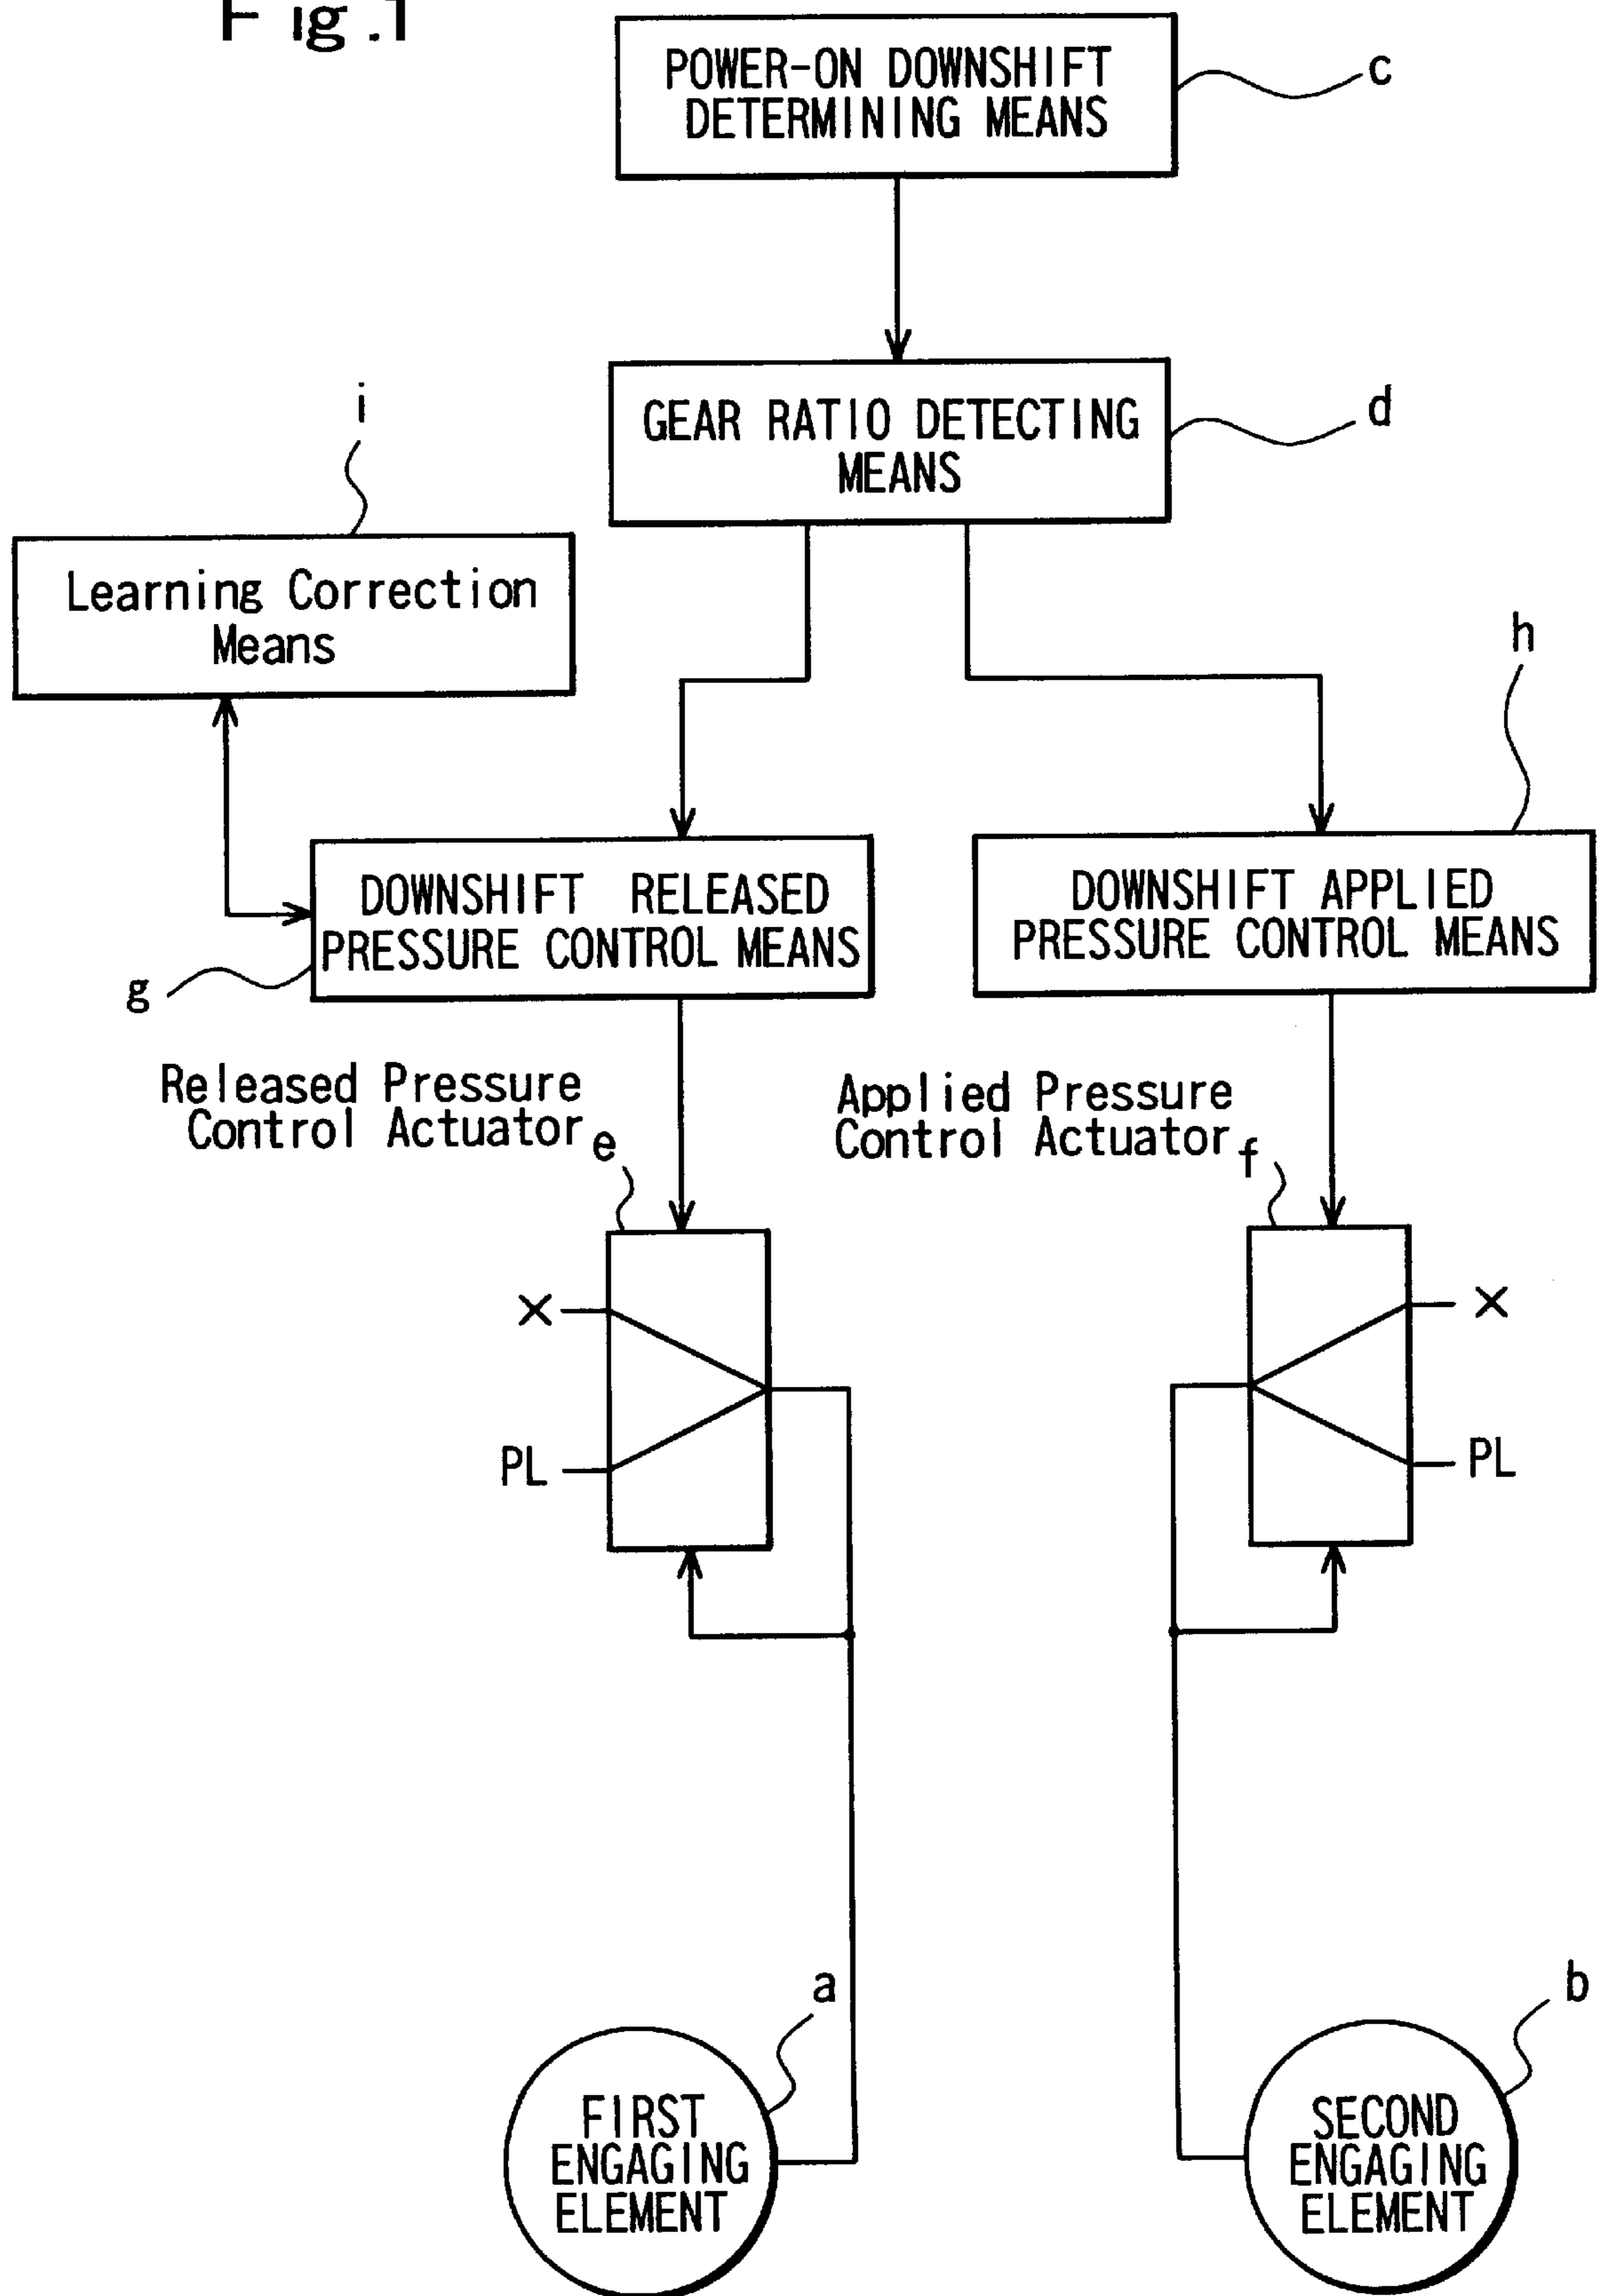 Fig.1
POWER-ON DOWNSHIFT
DETERMINING MEANS
c
GEAR RATIO DETECTING
MEANS
d
i
Learning Correction
Means
h
DOWNSHIFT RELEASED
PRESSURE CONTROL MEANS
g
DOWNSHIFT APPLIED
PRESSURE CONTROL MEANS
Released Pressure
Control Actuator
e
Applied Pressure
Control Actuator
f
X
PL
X
PL
a
FIRST
ENGAGING
ELEMENT
b
SECOND
ENGAGING
ELEMENT